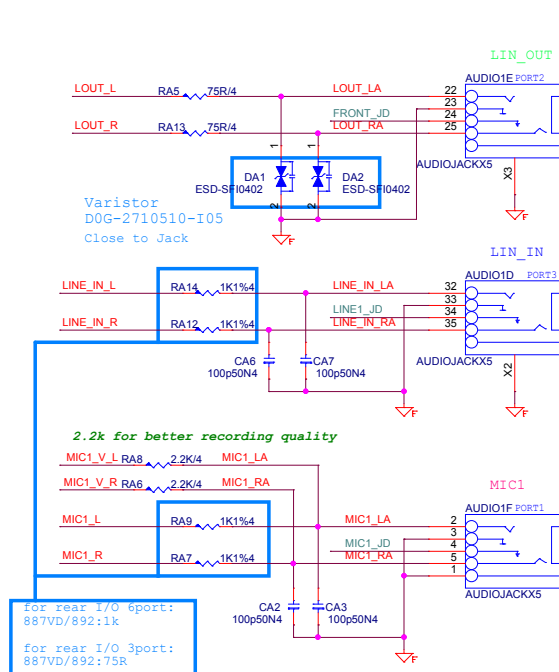 LIN_OUT
AUDIO1E PORT2
LOUT_L RA5 75R/4 LOUT_LA 22
23
FRONT_JD 24
LOUT_R RA13 75R/4 LOUT_RA 25
1 1
AUDIOJACKX5
DA1 DA2
ESD-SFI0402 ESD-SFI0402
X3
2 2
Varistor
D0G-2710510-I05
Close to Jack
F F
LIN_IN
AUDIO1D PORT3
LINE_IN_L RA14 1K1%4 LINE_IN_LA 32
33
LINE1_JD 34
LINE_IN_R RA12 1K1%4 LINE_IN_RA 35
CA6 CA7 AUDIOJACKX5
100p50N4 100p50N4
X2
F F
2.2k for better recording quality
MIC1_V_L RA8 2.2K/4 MIC1_LA
MIC1_V_R RA6 2.2K/4 MIC1_RA
MIC1
AUDIO1F PORT1
MIC1_L RA9 1K1%4 MIC1_LA 2
3
MIC1_JD 4
MIC1_R RA7 1K1%4 MIC1_RA 5
1
AUDIOJACKX5
CA2 CA3
100p50N4 100p50N4
for rear I/O 6port:
887VD/892:1k
for rear I/O 3port:
887VD/892:75R
F